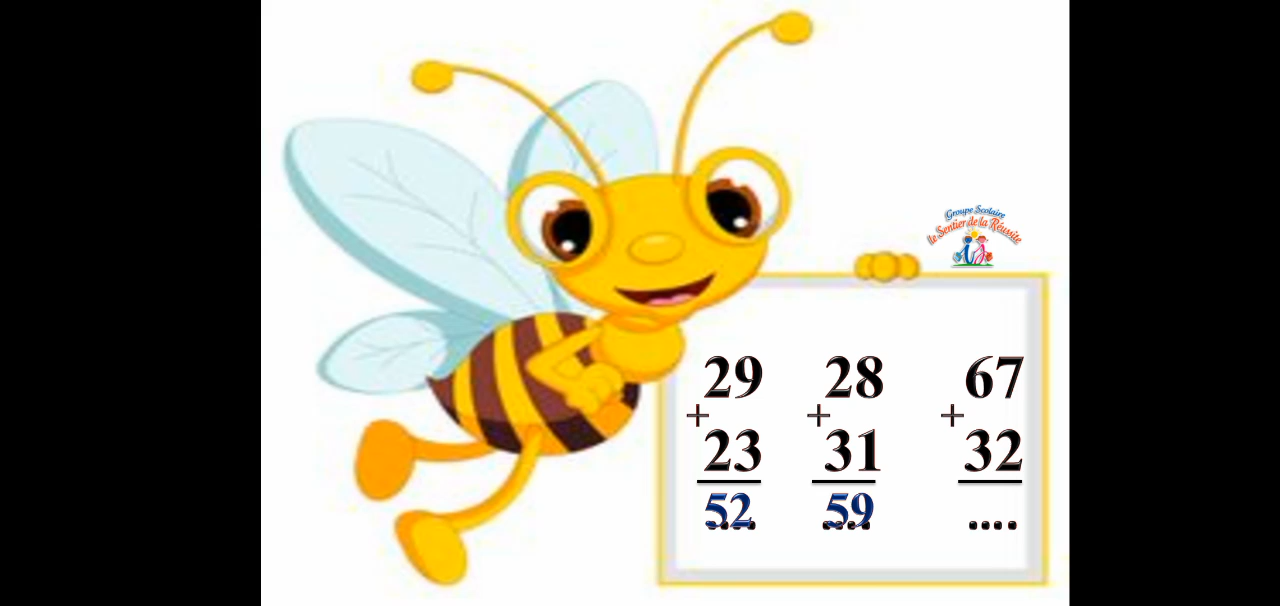 Groupe Scolaire
le Sentier de la Réussite
29 28 67
+ + +
23 31 32
52 59 ....